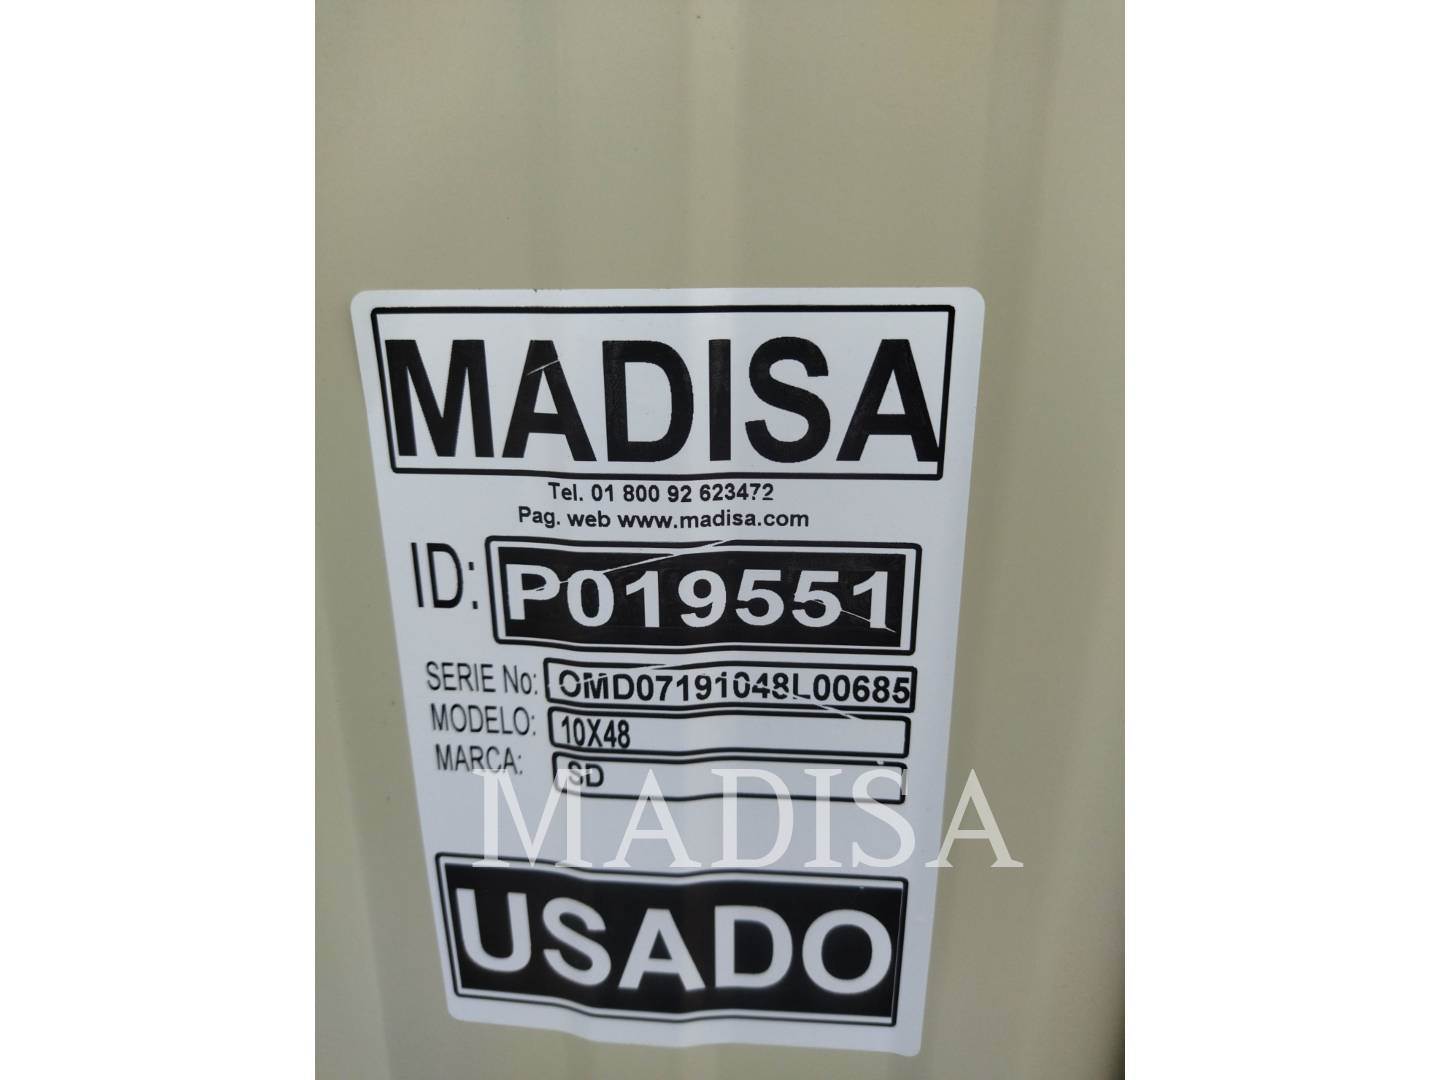 MADISA
Tel. 01 800 92 623472
Pag. web www.madisa.com
ID: P019551
SERIE No: OMD07191048L00685
MODELO: 10X48
MARCA: SD
MADISA
USADO